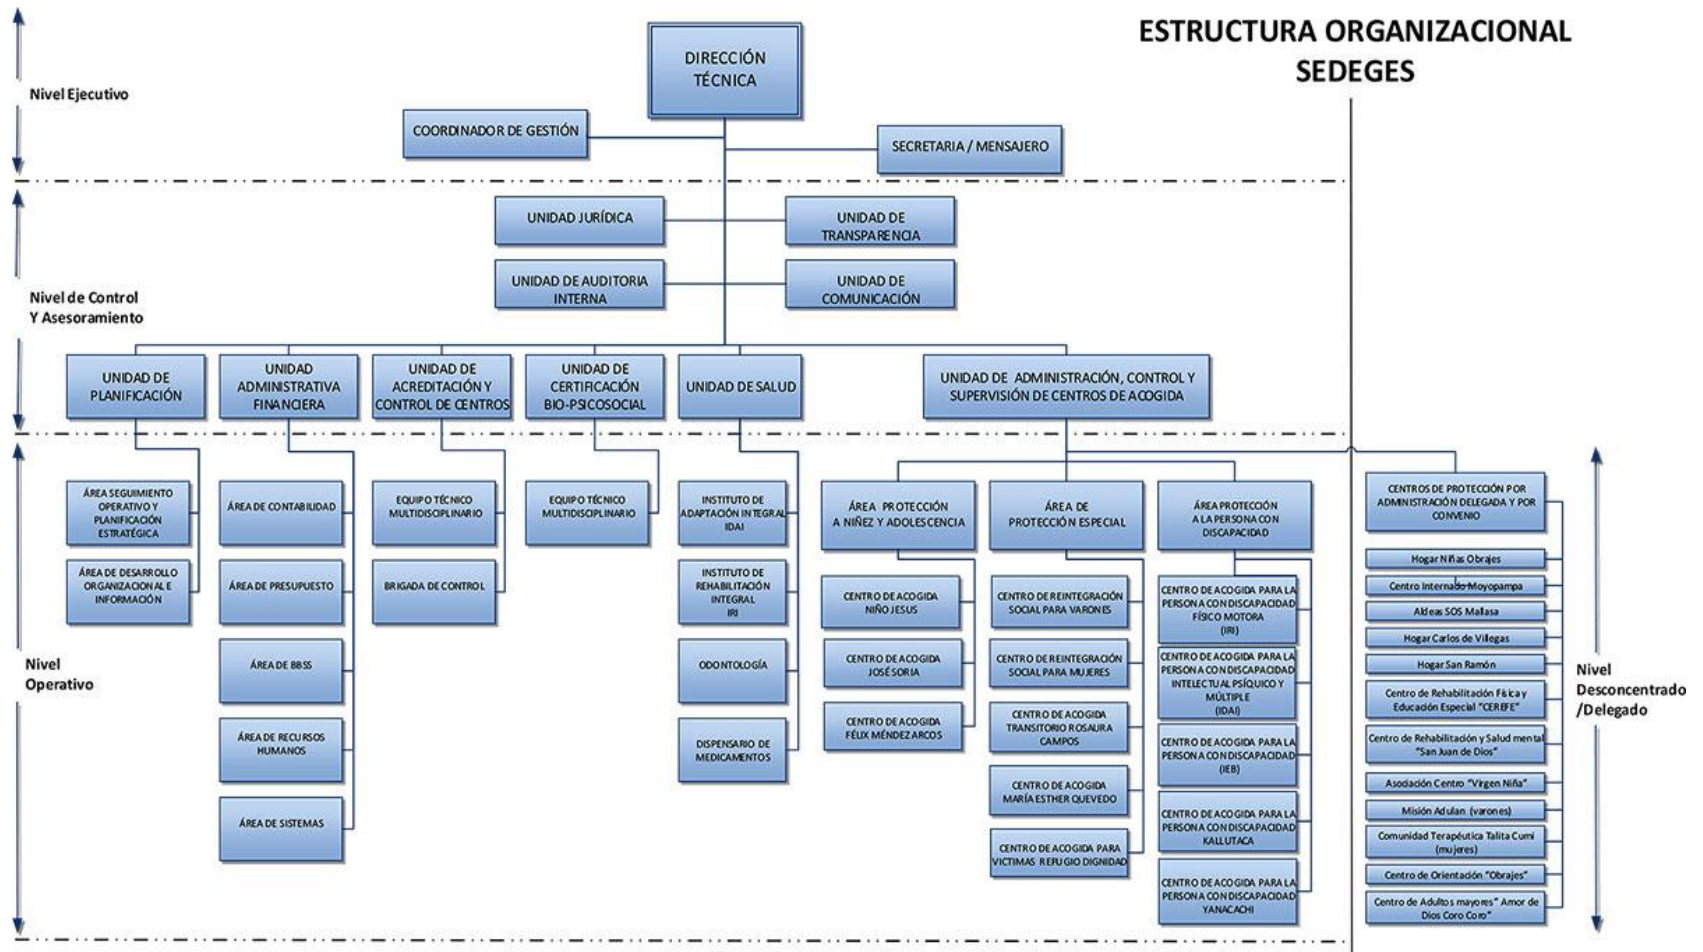 ESTRUCTURA ORGANIZACIONAL
SEDEGES
Nivel Ejecutivo
DIRECCIÓN
TÉCNICA
COORDINADOR DE GESTIÓN
SECRETARIA / MENSAJERO
Nivel de Control
Y Asesoramiento
UNIDAD JURÍDICA
UNIDAD DE
TRANSPARENCIA
UNIDAD DE AUDITORIA
INTERNA
UNIDAD DE
COMUNICACIÓN
UNIDAD DE
PLANIFICACIÓN
UNIDAD
ADMINISTRATIVA
FINANCIERA
UNIDAD DE
ACREDITACIÓN Y
CONTROL DE CENTROS
UNIDAD DE
CERTIFICACIÓN
BIO-PSICOSOCIAL
UNIDAD DE SALUD
UNIDAD DE ADMINISTRACIÓN, CONTROL Y
SUPERVISIÓN DE CENTROS DE ACOGIDA
Nivel
Operativo
ÁREA SEGUIMIENTO
OPERATIVO Y
PLANIFICACIÓN
ESTRATÉGICA
ÁREA DE DESARROLLO
ORGANIZACIONAL E
INFORMACIÓN
ÁREA DE CONTABILIDAD
ÁREA DE PRESUPUESTO
ÁREA DE BBSS
ÁREA DE RECURSOS
HUMANOS
ÁREA DE SISTEMAS
EQUIPO TÉCNICO
MULTIDISCIPLINARIO
BRIGADA DE CONTROL
EQUIPO TÉCNICO
MULTIDISCIPLINARIO
INSTITUTO DE
ADAPTACIÓN INTEGRAL
IDAI
INSTITUTO DE
REHABILITACIÓN
INTEGRAL
IRI
ODONTOLOGÍA
DISPENSARIO DE
MEDICAMENTOS
ÁREA PROTECCIÓN
A NIÑEZ Y ADOLESCENCIA
CENTRO DE ACOGIDA
NIÑO JESUS
CENTRO DE ACOGIDA
JOSÉ SORIA
CENTRO DE ACOGIDA
FÉLIX MÉNDEZ ARCOS
ÁREA DE
PROTECCIÓN ESPECIAL
CENTRO DE REINTEGRACIÓN
SOCIAL PARA VARONES
CENTRO DE REINTEGRACIÓN
SOCIAL PARA MUJERES
CENTRO DE ACOGIDA
TRANSITORIO ROSAURA
CAMPOS
CENTRO DE ACOGIDA
MARÍA ESTHER QUEVEDO
CENTRO DE ACOGIDA PARA
VICTIMAS REFUGIO DIGNIDAD
ÁREA PROTECCIÓN
A LA PERSONA CON
DISCAPACIDAD
CENTRO DE ACOGIDA PARA LA
PERSONA CON DISCAPACIDAD
FÍSICO MOTORA
(IRI)
CENTRO DE ACOGIDA PARA LA
PERSONA CON DISCAPACIDAD
INTELECTUAL PSÍQUICO Y
MÚLTIPLE
(IDAI)
CENTRO DE ACOGIDA PARA LA
PERSONA CON DISCAPACIDAD
(IEB)
CENTRO DE ACOGIDA PARA LA
PERSONA CON DISCAPACIDAD
KALLUTACA
CENTRO DE ACOGIDA PARA LA
PERSONA CON DISCAPACIDAD
YANACACHI
CENTROS DE PROTECCIÓN POR
ADMINISTRACIÓN DELEGADA Y POR
CONVENIO
Hogar Niñas Obrajes
Centro Internado Moyopampa
Aldeas SOS Mallasa
Hogar Carlos de Villegas
Hogar San Ramón
Centro de Rehabilitación Física y
Educación Especial "CEREFE"
Centro de Rehabilitación y Salud mental
"San Juan de Dios"
Asociación Centro "Virgen Niña"
Misión Adulan (varones)
Comunidad Terapéutica Talita Cumi
(mujeres)
Centro de Orientación "Obrajes"
Centro de Adultos mayores" Amor de
Dios Coro Coro"
Nivel
Desconcentrado
/Delegado